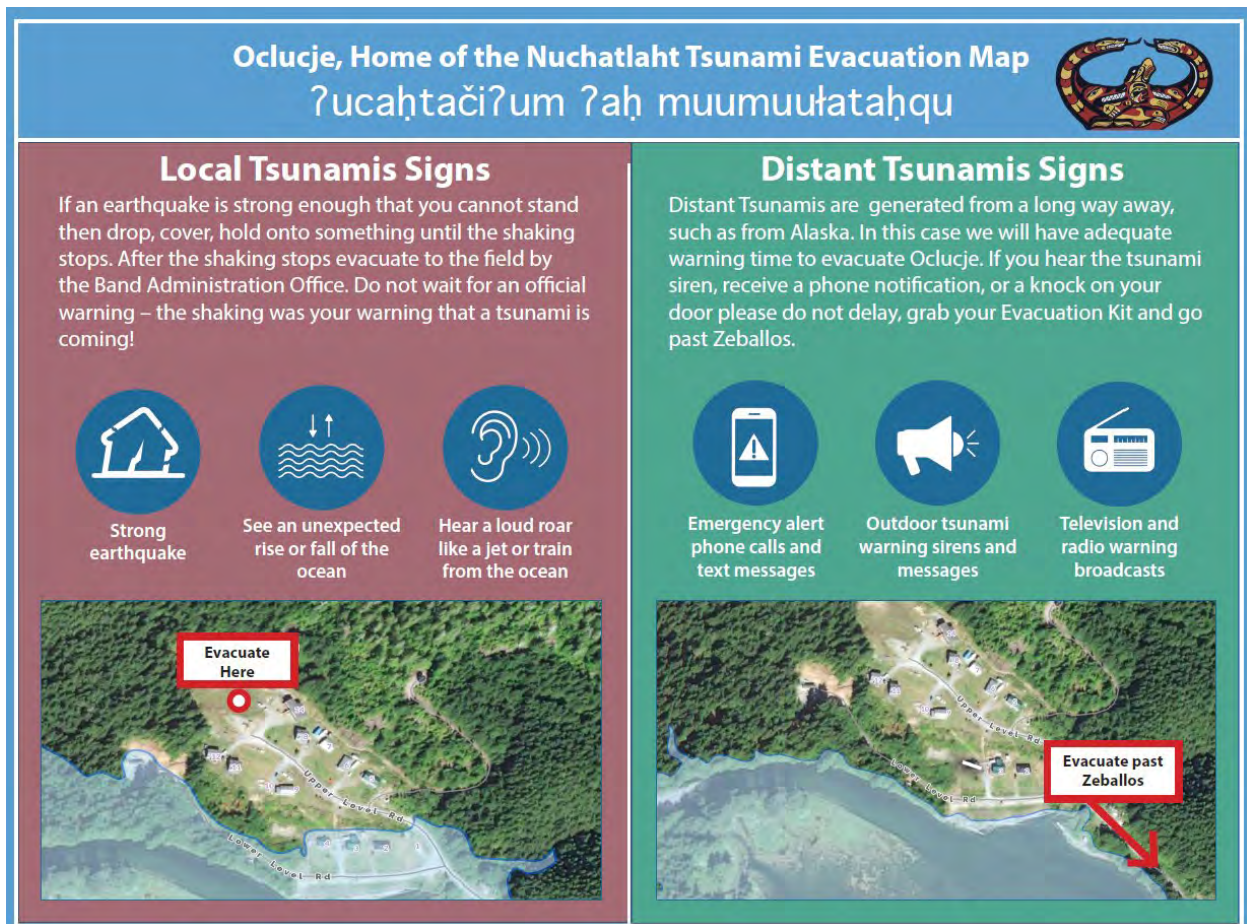 Oclucje, Home of the Nuchatlaht Tsunami Evacuation Map
ʔucaḥtačiʔum ʔaḥ muumuułataḥqu
Local Tsunamis Signs
If an earthquake is strong enough that you cannot stand
then drop, cover, hold onto something until the shaking
stops. After the shaking stops evacuate to the field by
the Band Administration Office. Do not wait for an official
warning – the shaking was your warning that a tsunami is
coming!
Strong
earthquake
See an unexpected
rise or fall of the
ocean
Hear a loud roar
like a jet or train
from the ocean
Evacuate
Here
Upper Level Rd
Lower Level Rd
Distant Tsunamis Signs
Distant Tsunamis are generated from a long way away,
such as from Alaska. In this case we will have adequate
warning time to evacuate Oclucje. If you hear the tsunami
siren, receive a phone notification, or a knock on your
door please do not delay, grab your Evacuation Kit and go
past Zeballos.
Emergency alert
phone calls and
text messages
Outdoor tsunami
warning sirens and
messages
Television and
radio warning
broadcasts
Upper Level Rd
Lower Level Rd
Evacuate past
Zeballos